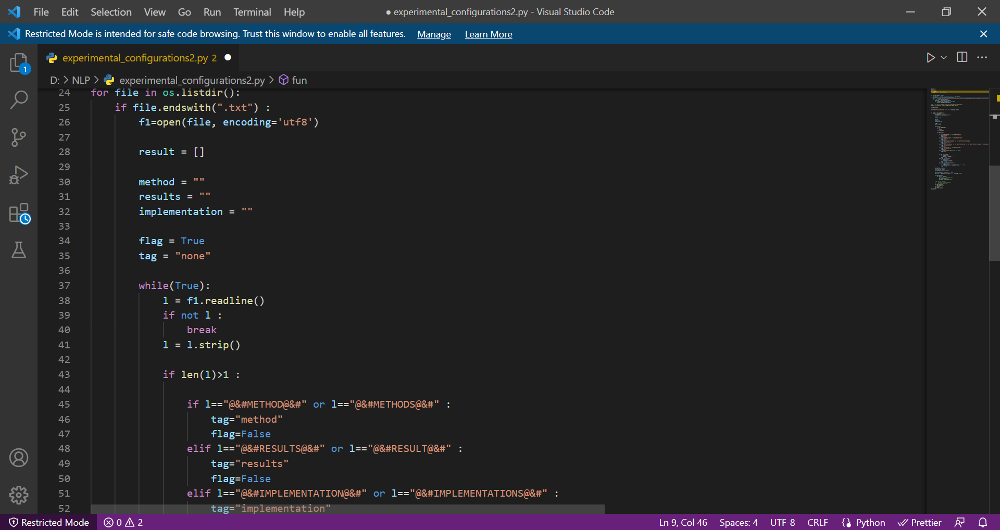 File Edit Selection View Go Run Terminal Help ● experimental_configurations2.py - Visual Studio Code
Restricted Mode is intended for safe code browsing. Trust this window to enable all features. Manage Learn More
1
experimental_configurations2.py 2
D: > NLP > experimental_configurations2.py > fun
24 for file in os.listdir():
25     if file.endswith(".txt") :
26         f1=open(file, encoding='utf8')
27
28         result = []
29
30         method = ""
31         results = ""
32         implementation = ""
33
34         flag = True
35         tag = "none"
36
37         while(True):
38             l = f1.readline()
39             if not l :
40                 break
41             l = l.strip()
42
43             if len(l)>1 :
44
45                 if l=="@&#METHOD@&#" or l=="@&#METHODS@&#" :
46                     tag="method"
47                     flag=False
48                 elif l=="@&#RESULTS@&#" or l=="@&#RESULT@&#" :
49                     tag="results"
50                     flag=False
51                 elif l=="@&#IMPLEMENTATION@&#" or l=="@&#IMPLEMENTATIONS@&#" :
52                     tag="implementation"
Restricted Mode 0 2 Ln 9, Col 46 Spaces: 4 UTF-8 CRLF Python Prettier